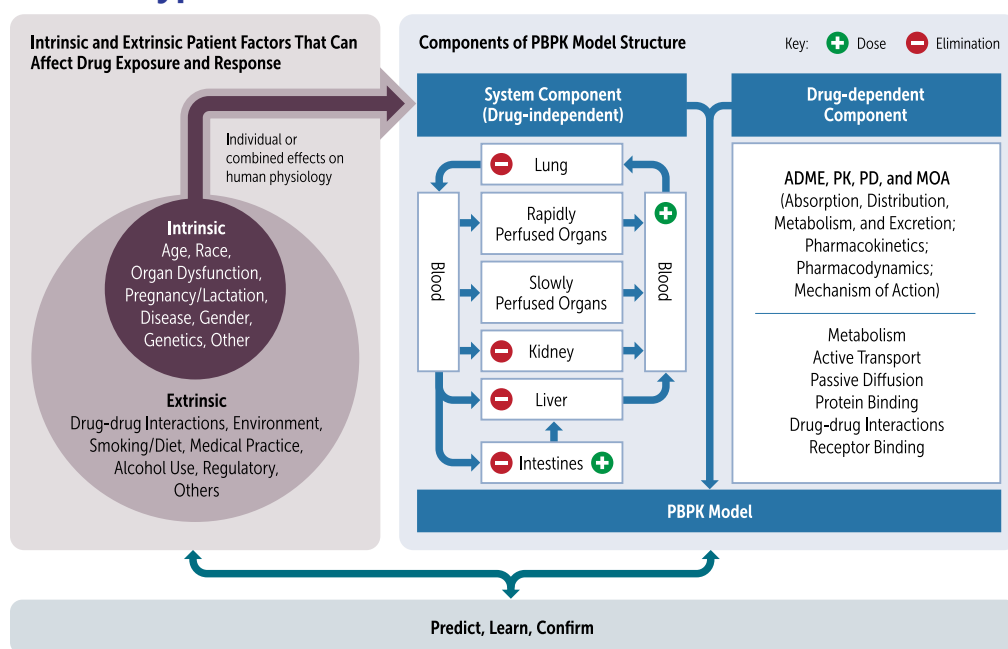 Intrinsic and Extrinsic Patient Factors That Can
Affect Drug Exposure and Response
Individual or
combined effects on
human physiology
Intrinsic
Age, Race,
Organ Dysfunction,
Pregnancy/Lactation,
Disease, Gender,
Genetics, Other
Extrinsic
Drug-drug Interactions, Environment,
Smoking/Diet, Medical Practice,
Alcohol Use, Regulatory,
Others
Components of PBPK Model Structure
Key: Dose Elimination
System Component
(Drug-independent)
Lung
Blood
Rapidly
Perfused Organs
Slowly
Perfused Organs
Blood
Kidney
Liver
Intestines
Drug-dependent
Component
ADME, PK, PD, and MOA
(Absorption, Distribution,
Metabolism, and Excretion;
Pharmacokinetics;
Pharmacodynamics;
Mechanism of Action)
Metabolism
Active Transport
Passive Diffusion
Protein Binding
Drug-drug Interactions
Receptor Binding
PBPK Model
Predict, Learn, Confirm